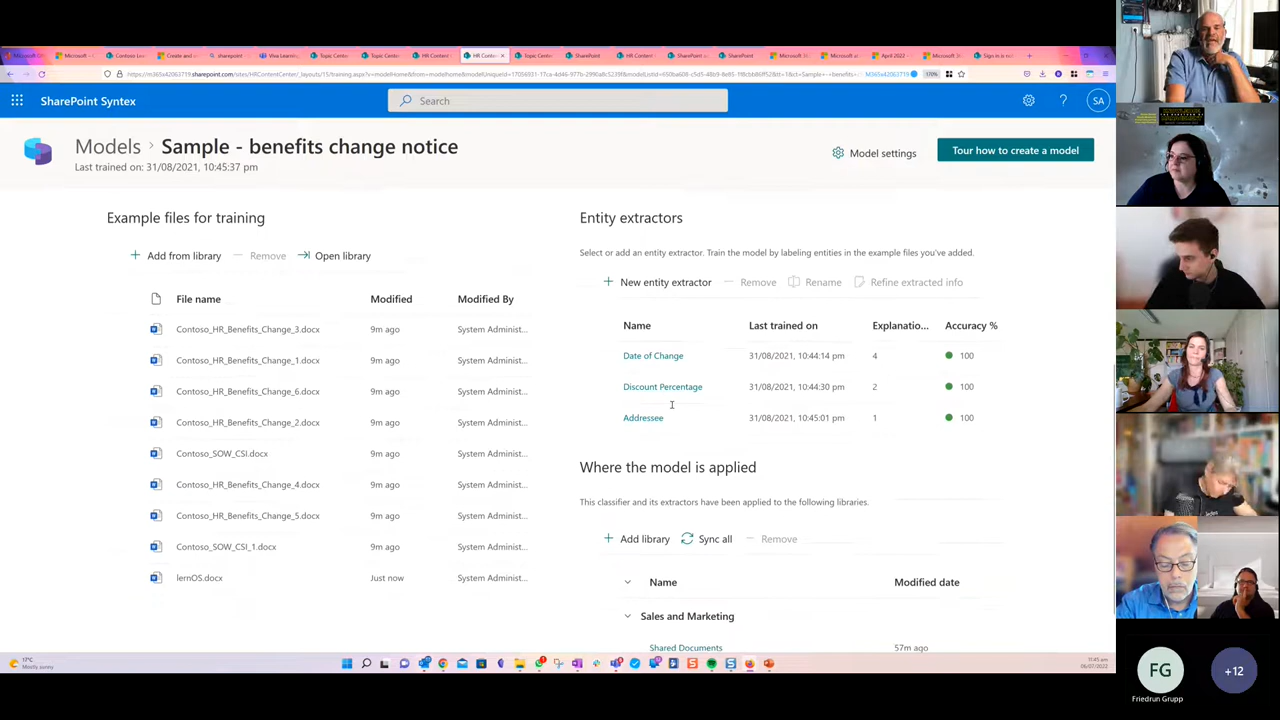 SharePoint Syntex
Search
SA
Models > Sample - benefits change notice
Last trained on: 31/08/2021, 10:45:37 pm
Model settings
Tour how to create a model
Example files for training
Add from library
Remove
Open library
File name Modified Modified By
Contoso_HR_Benefits_Change_3.docx 9m ago System Administ...
Contoso_HR_Benefits_Change_1.docx 9m ago System Administ...
Contoso_HR_Benefits_Change_6.docx 9m ago System Administ...
Contoso_HR_Benefits_Change_2.docx 9m ago System Administ...
Contoso_SOW_CSI.docx 9m ago System Administ...
Contoso_HR_Benefits_Change_4.docx 9m ago System Administ...
Contoso_HR_Benefits_Change_5.docx 9m ago System Administ...
Contoso_SOW_CSI_1.docx 9m ago System Administ...
lernOS.docx Just now System Administ...
Entity extractors
Select or add an entity extractor. Train the model by labeling entities in the example files you've added.
New entity extractor
Remove
Rename
Refine extracted info
Name Last trained on Explanatio... Accuracy %
Date of Change 31/08/2021, 10:44:14 pm 4 100
Discount Percentage 31/08/2021, 10:44:30 pm 2 100
Addressee 31/08/2021, 10:45:01 pm 1 100
Where the model is applied
This classifier and its extractors have been applied to the following libraries.
Add library
Sync all
Remove
Name Modified date
Sales and Marketing
Shared Documents 57m ago
17°C
Mostly sunny
11:45 am
06/07/2022
FG
Friedrun Grupp
+12